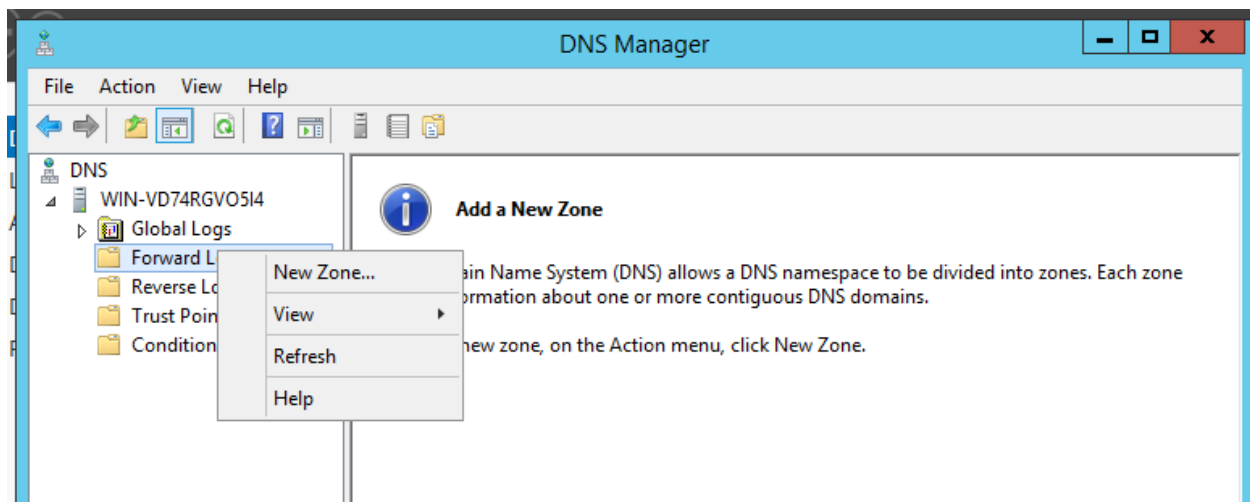 DNS Manager
File Action View Help
DNS
WIN-VD74RGVO5I4
Global Logs
Forward L
Reverse Lo
Trust Poin
Condition
New Zone...
View
Refresh
Help
Add a New Zone
ain Name System (DNS) allows a DNS namespace to be divided into zones. Each zone
ormation about one or more contiguous DNS domains.
new zone, on the Action menu, click New Zone.